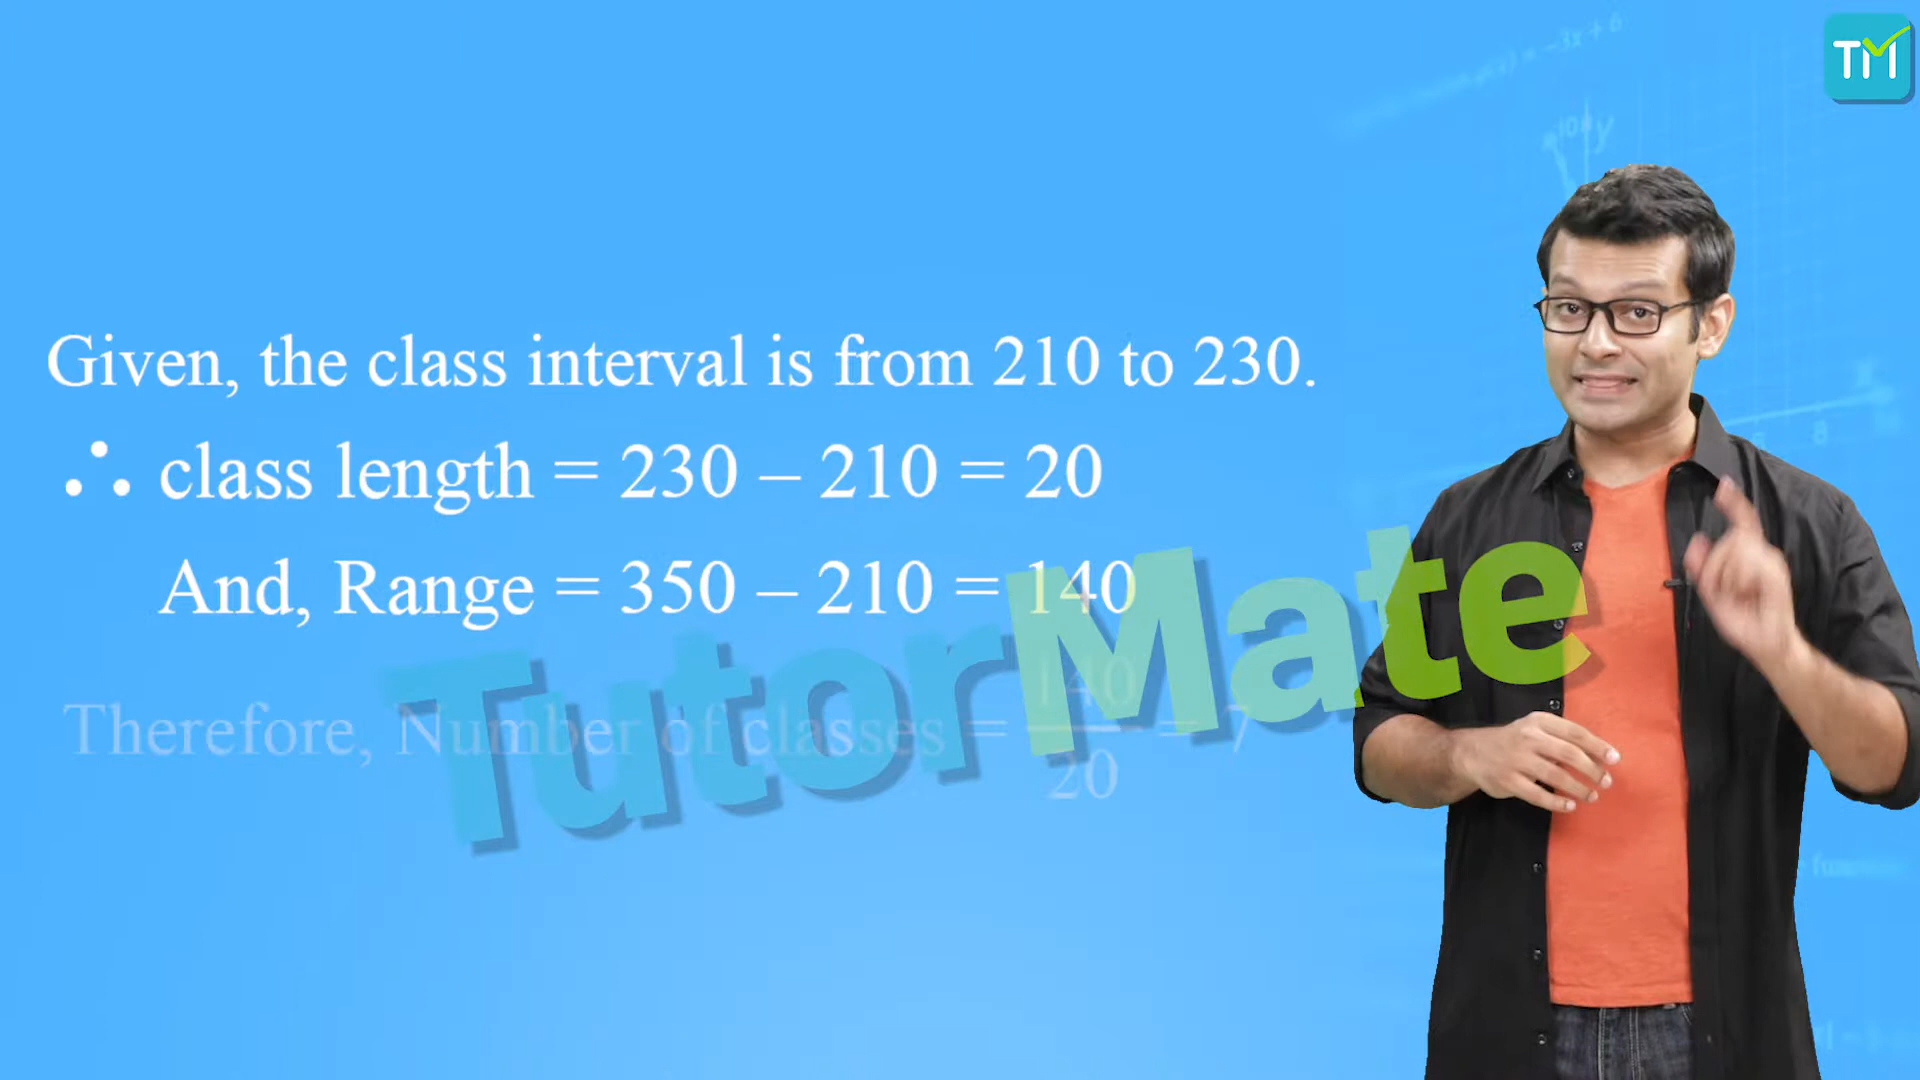 TM
Given, the class interval is from 210 to 230.
∴ class length = 230 – 210 = 20
And, Range = 350 – 210 = 140
Therefore, Number of classes = 140/20 = 7
TutorMate